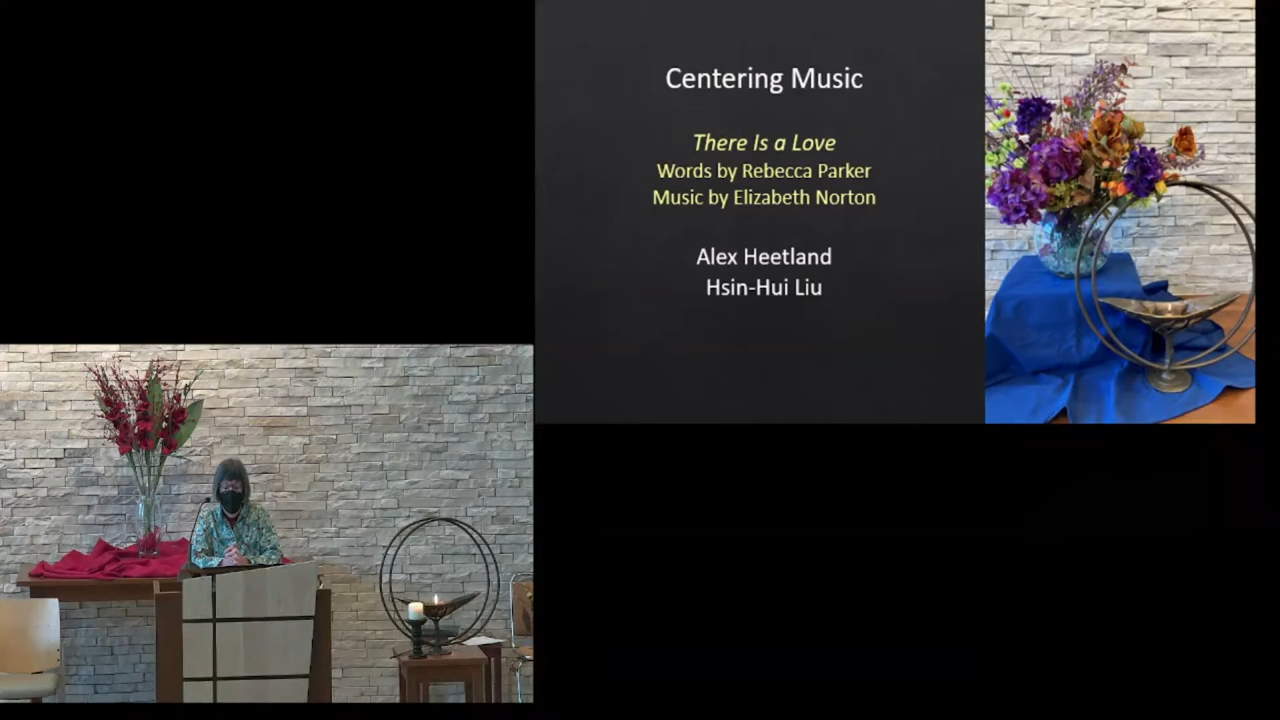 Centering Music
There Is a Love
Words by Rebecca Parker
Music by Elizabeth Norton
Alex Heetland
Hsin-Hui Liu